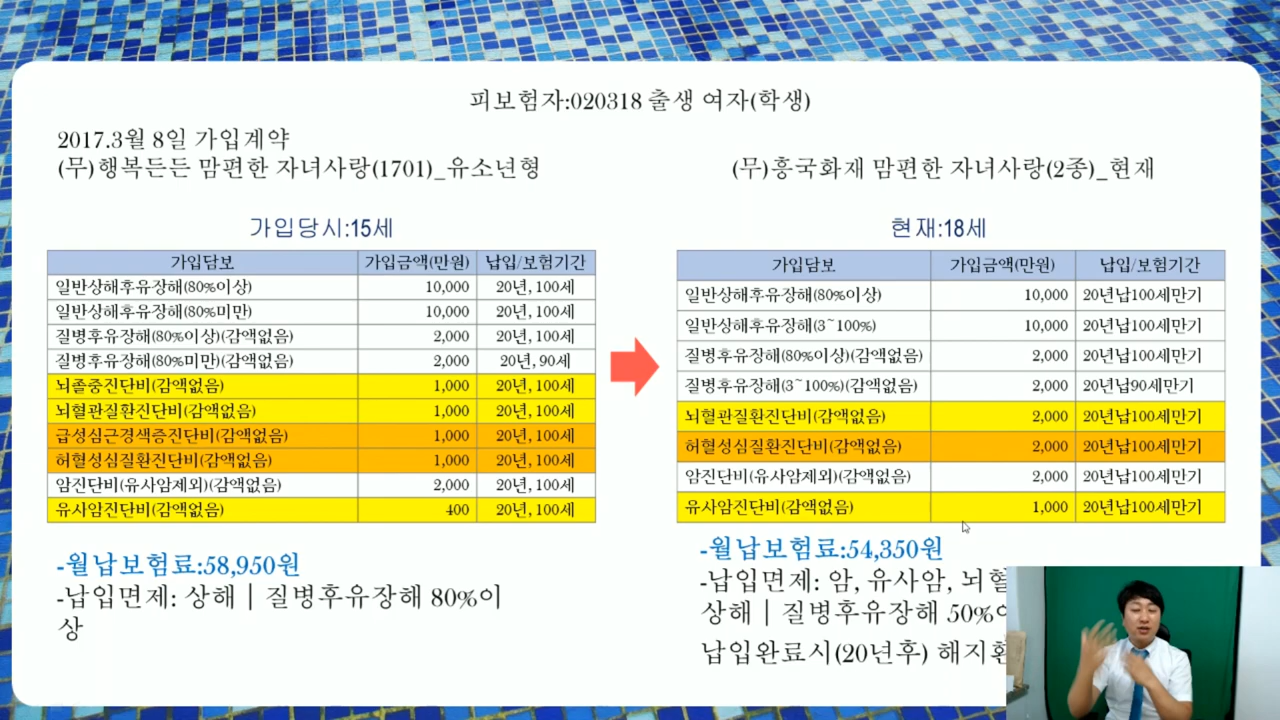 피보험자:020318 출생 여자(학생)
2017.3월 8일 가입계약
(무)행복든든 맘편한 자녀사랑(1701)_유소년형
가입당시:15세
가입담보 가입금액(만원) 납입/보험기간
일반상해후유장해(80%이상) 10,000 20년, 100세
일반상해후유장해(80%미만) 10,000 20년, 100세
질병후유장해(80%이상)(감액없음) 2,000 20년, 100세
질병후유장해(80%미만)(감액없음) 2,000 20년, 90세
뇌졸중진단비(감액없음) 1,000 20년, 100세
뇌혈관질환진단비(감액없음) 1,000 20년, 100세
급성심근경색증진단비(감액없음) 1,000 20년, 100세
허혈성심질환진단비(감액없음) 1,000 20년, 100세
암진단비(유사암제외)(감액없음) 2,000 20년, 100세
유사암진단비(감액없음) 400 20년, 100세
-월납보험료:58,950원
-납입면제: 상해 | 질병후유장해 80%이
상
(무)흥국화재 맘편한 자녀사랑(2종)_현재
현재:18세
가입담보 가입금액(만원) 납입/보험기간
일반상해후유장해(80%이상) 10,000 20년납100세만기
일반상해후유장해(3~100%) 10,000 20년납100세만기
질병후유장해(80%이상)(감액없음) 2,000 20년납100세만기
질병후유장해(3~100%)(감액없음) 2,000 20년납90세만기
뇌혈관질환진단비(감액없음) 2,000 20년납100세만기
허혈성심질환진단비(감액없음) 2,000 20년납100세만기
암진단비(유사암제외)(감액없음) 2,000 20년납100세만기
유사암진단비(감액없음) 1,000 20년납100세만기
-월납보험료:54,350원
-납입면제: 암, 유사암, 뇌혈
상해 | 질병후유장해 50%
납입완료시(20년후) 해지환